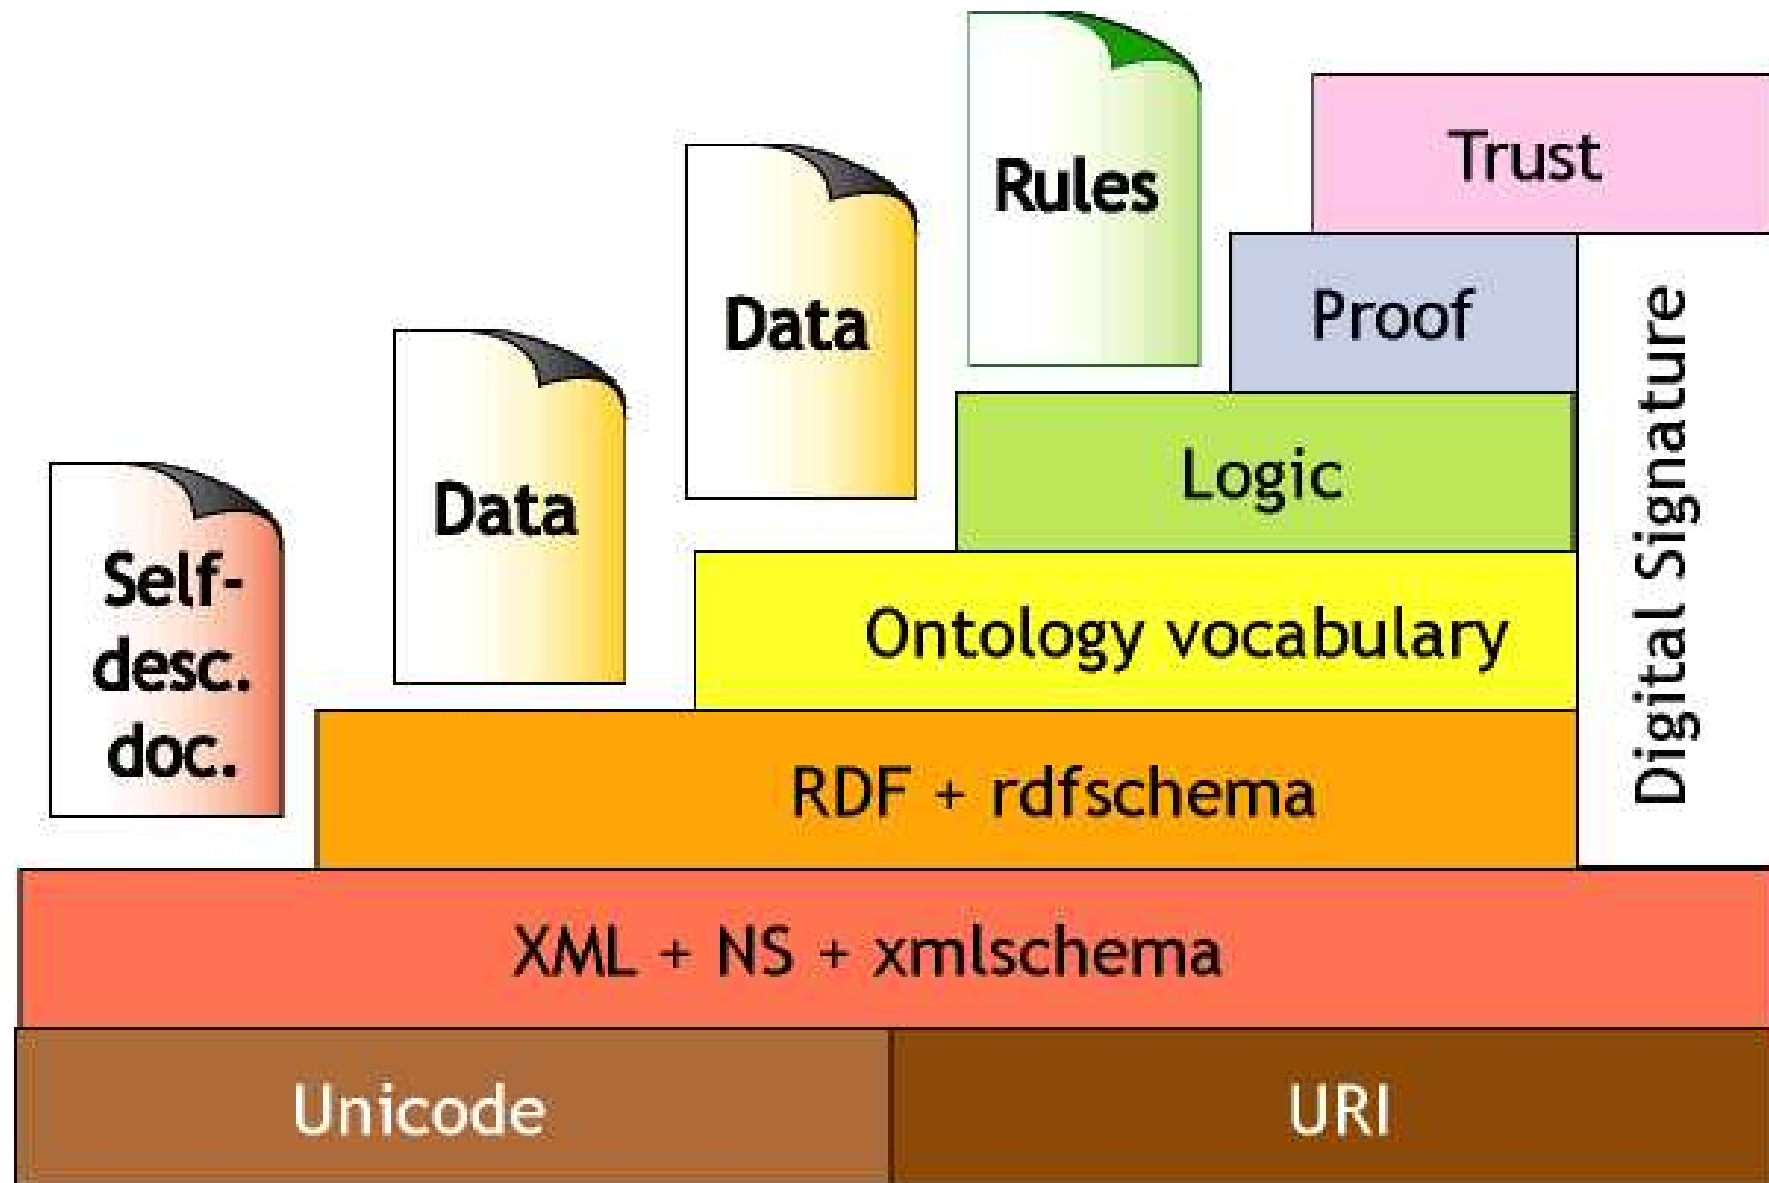 Rules
Trust
Data
Proof
Data
Logic
Digital Signature
Self-
desc.
doc.
Ontology vocabulary
RDF + rdfschema
XML + NS + xmlschema
Unicode
URI